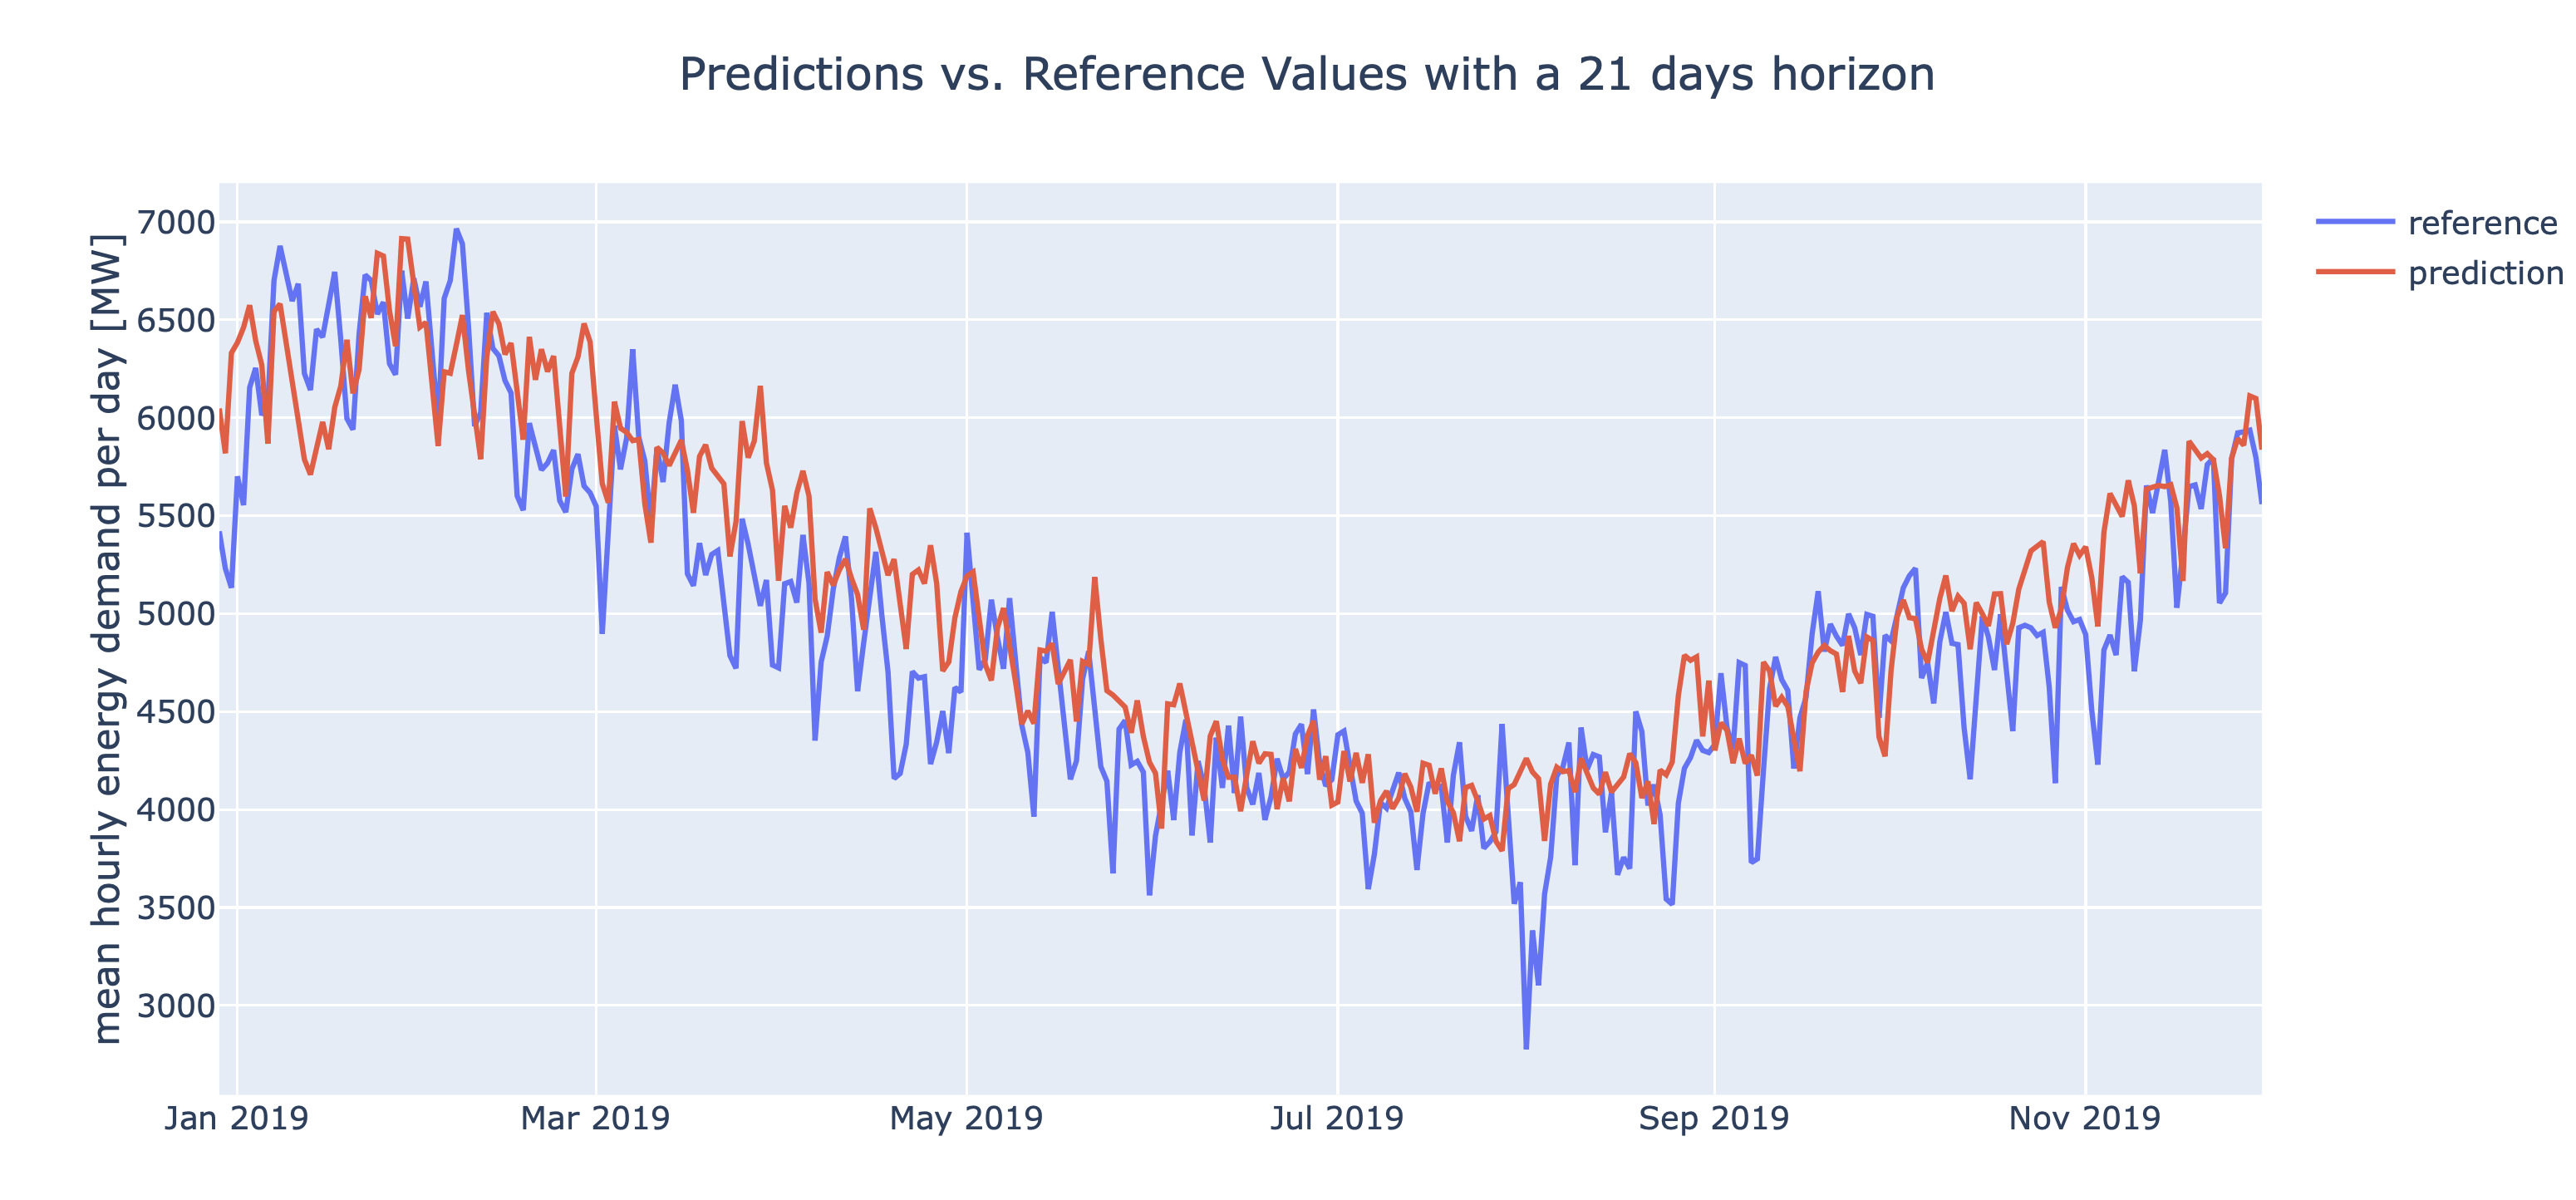 Predictions vs. Reference Values with a 21 days horizon
reference
prediction
mean hourly energy demand per day [MW]
7000
6500
6000
5500
5000
4500
4000
3500
3000
Jan 2019
Mar 2019
May 2019
Jul 2019
Sep 2019
Nov 2019